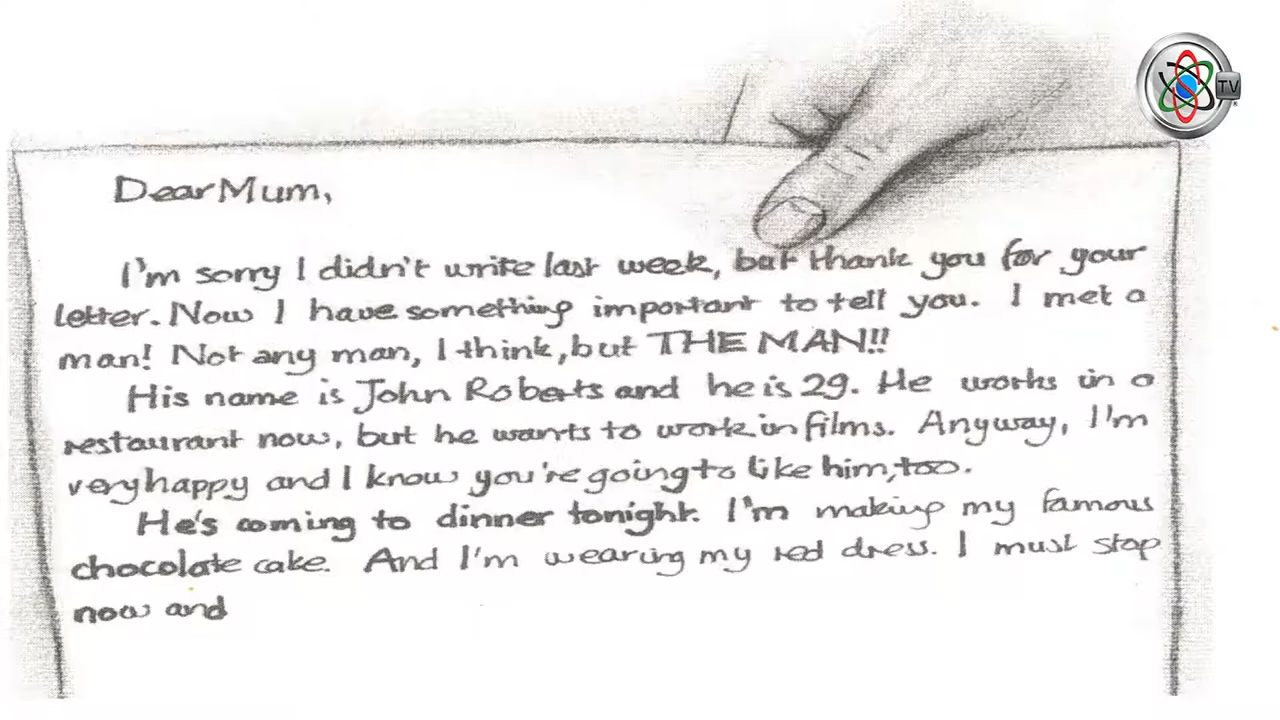 Dear Mum,
I'm sorry I didn't write last week, but thank you for your
letter. Now I have something important to tell you. I met a
man! Not any man, I think, but THE MAN!!
His name is John Roberts and he is 29. He works in a
restaurant now, but he wants to work in films. Anyway, I'm
very happy and I know you're going to like him, too.
He's coming to dinner tonight. I'm making my famous
chocolate cake. And I'm wearing my red dress. I must stop
now and
TV